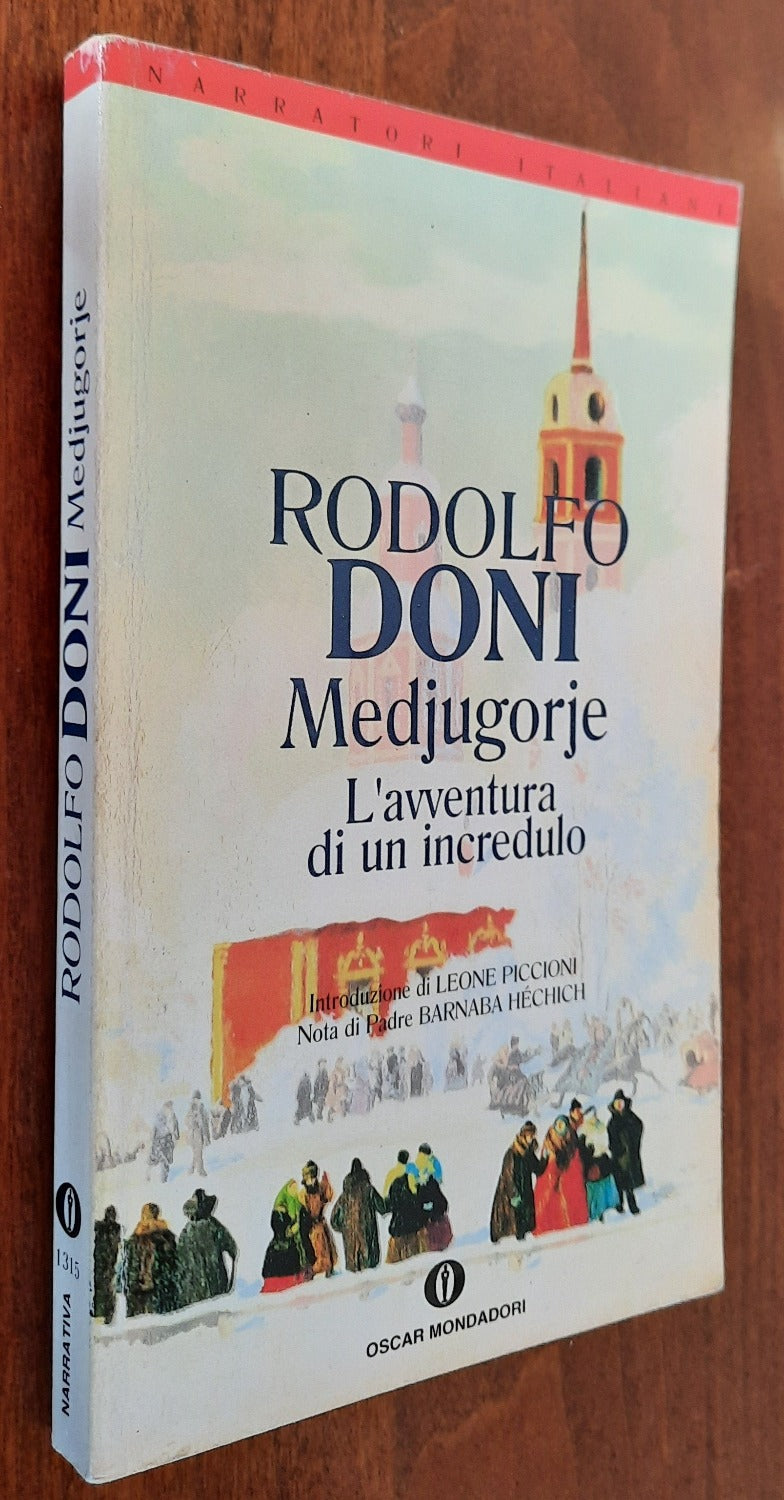 NARRATORI ITALIANI
RODOLFO
DONI
Medjugorje
L'avventura
di un incredulo
Introduzione di LEONE PICCIONI
Nota di Padre BARNABA HÉCHICH
OSCAR MONDADORI
RODOLFO DONI Medjugorje
1315
NARRATIVA